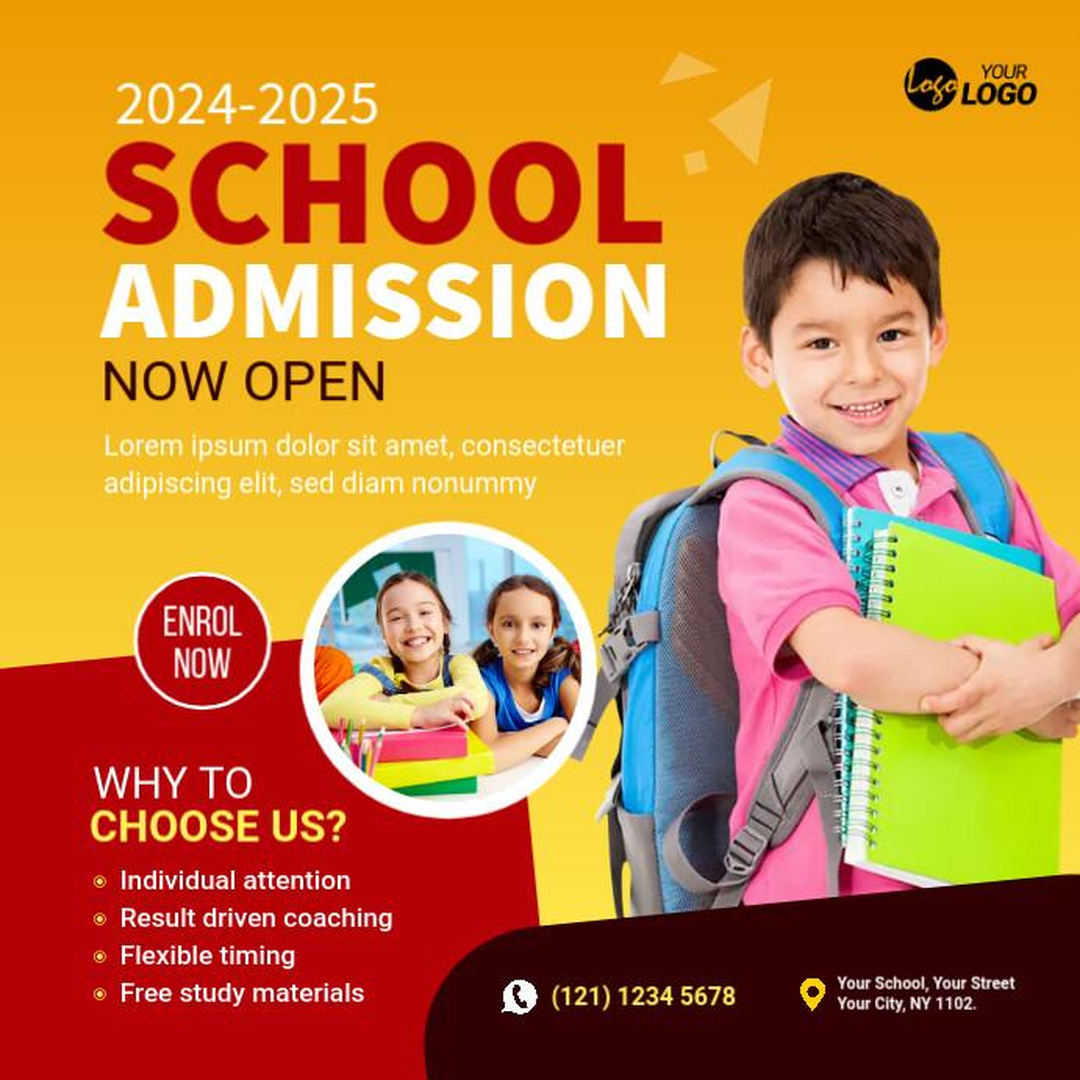 Logo
YOUR
LOGO
2024-2025
SCHOOL
ADMISSION
NOW OPEN
Lorem ipsum dolor sit amet, consectetuer
adipiscing elit, sed diam nonummy
ENROL
NOW
WHY TO
CHOOSE US?
Individual attention
Result driven coaching
Flexible timing
Free study materials
(121) 1234 5678
Your School, Your Street
Your City, NY 1102.